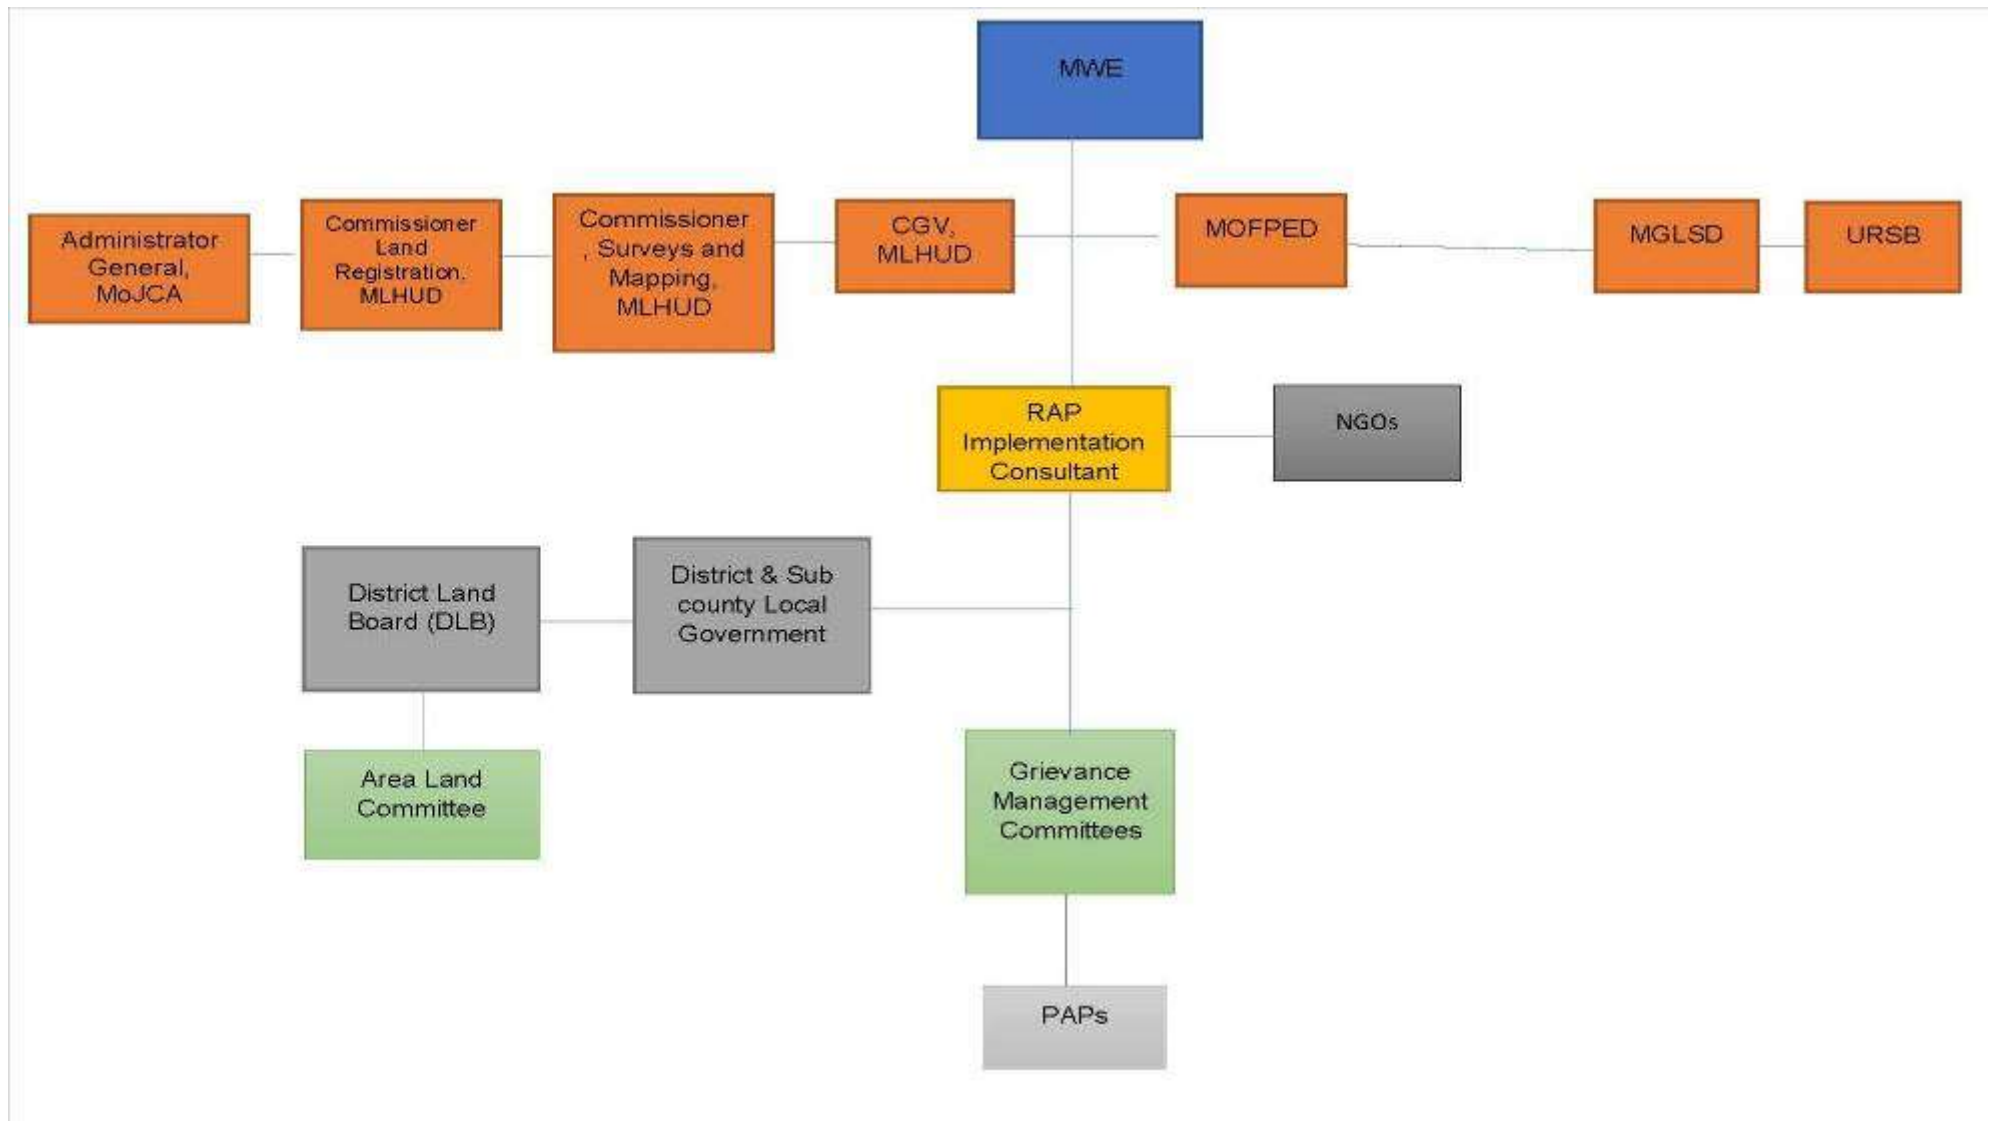 MWE
Administrator
General,
MoJCA
Commissioner
Land
Registration.
MLHUD
Commissioner
, Surveys and
Mapping,
MLHUD
CGV,
MLHUD
MOFPED
MGLSD
URSB
RAP
Implementation
Consultant
NGOs
District Land
Board (DLB)
District & Sub
county Local
Government
Area Land
Committee
Grievance
Management
Committees
PAPs